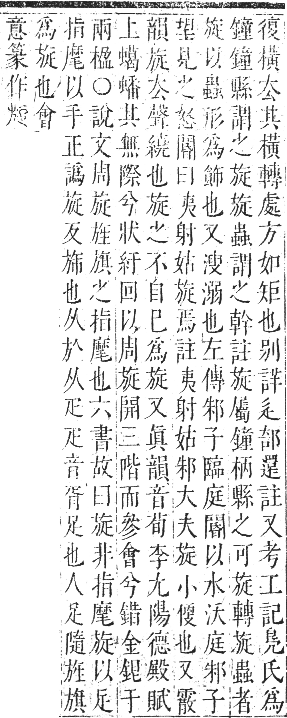 復橫去其橫轉處方如矩也别詳辵部還註又考工記鳧氏爲
鐘鐘縣謂之旋旋蟲謂之幹註旋屬鐘柄縣之可旋轉旋蟲者
旋以蟲形爲飾也又溲溺也左傳邾子臨庭閽以水沃庭邾子
望見之怒閽曰夷射姑旋焉註夷射姑邾大夫旋小便也又霰
韻旋去聲繞也旋之不自已爲旋又眞韻音荀李尤陽德殿賦
上蟠其無際兮狀紆回以周旋開三階而參會兮錯金銀于
兩楹〇說文周旋旌旗之指麾也六書故曰旋非指麾旋以足
指麾以手正譌旋反旆也从㫃从疋疋音胥足也人足隨旌旗
爲旋也會
意篆作